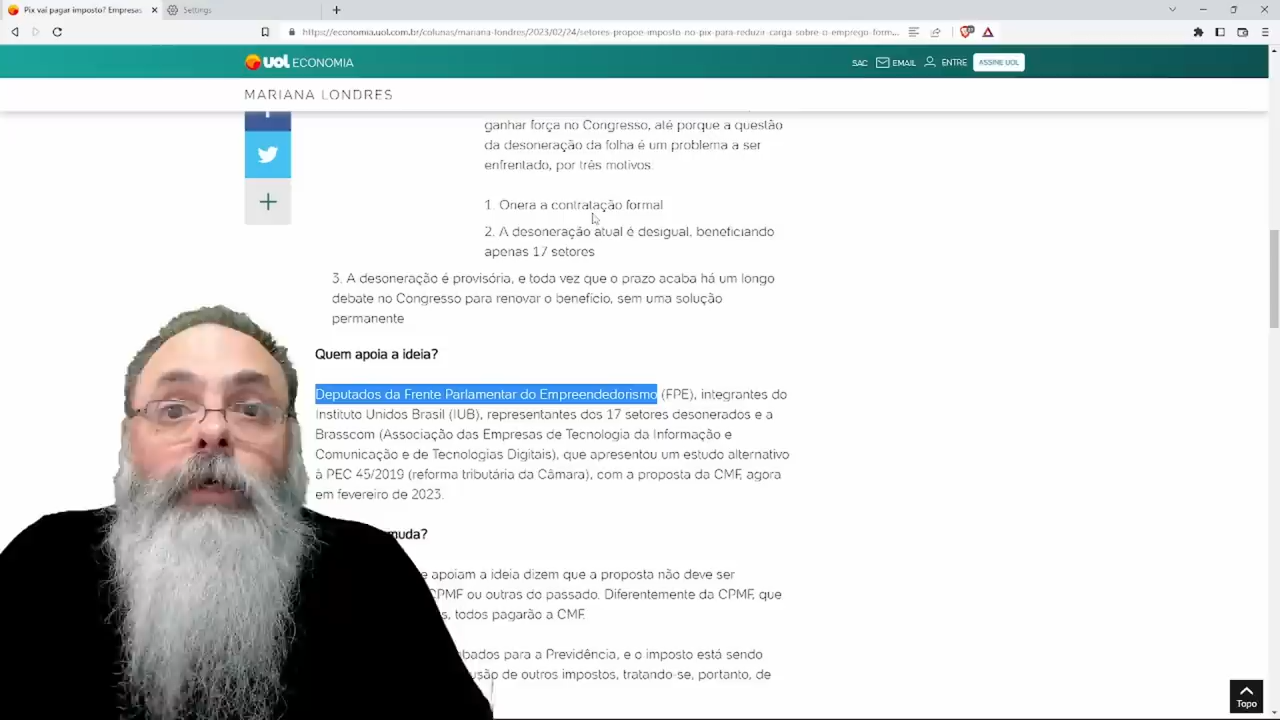 Pix vai pagar imposto? Empresas
Settings
https://economia.uol.com.br/colunas/mariana-londres/2023/02/24/setores-propoe-imposto-no-pix-para-reduzir-carga-sobre-o-emprego-form...
uol ECONOMIA
SAC EMAIL ENTRE ASSINE UOL
MARIANA LONDRES
ganhar força no Congresso, até porque a questão
da desoneração da folha é um problema a ser
enfrentado, por três motivos
1. Onera a contratação formal
2. A desoneração atual é desigual, beneficiando
apenas 17 setores
3. A desoneração é provisória, e toda vez que o prazo acaba há um longo
debate no Congresso para renovar o benefício, sem uma solução
permanente
Quem apoia a ideia?
Deputados da Frente Parlamentar do Empreendedorismo (FPE), integrantes do
Instituto Unidos Brasil (IUB), representantes dos 17 setores desonerados e a
Brasscom (Associação das Empresas de Tecnologia da Informação e
Comunicação e de Tecnologias Digitais), que apresentou um estudo alternativo
à PEC 45/2019 (reforma tributária da Câmara), com a proposta da CMF, agora
em fevereiro de 2023.
muda?
e apoiam a ideia dizem que a proposta não deve ser
CPMF ou outras do passado. Diferentemente da CPMF, que
s, todos pagarão a CMF.
bados para a Previdência, e o imposto está sendo
usão de outros impostos, tratando-se, portanto, de
Topo